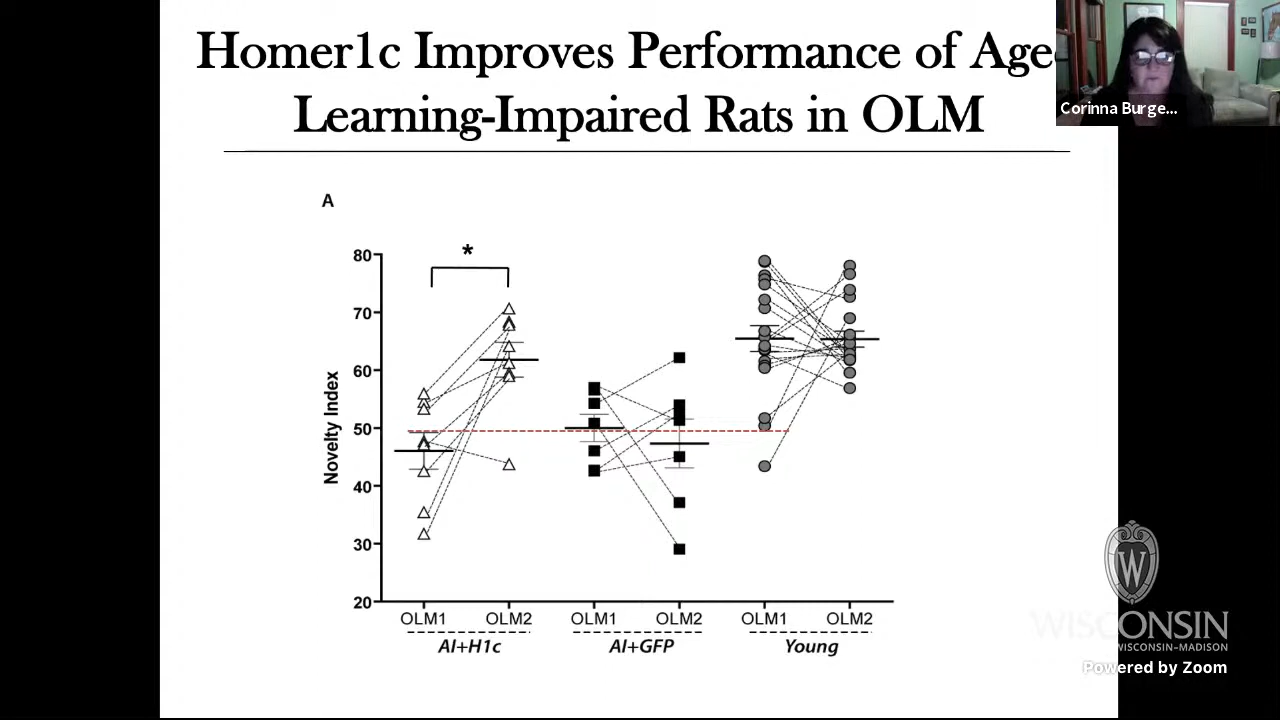 Homer1c Improves Performance of Age
Learning-Impaired Rats in OLM
Corinna Burge...
A
*
80
70
60
50
40
30
20
Novelty Index
OLM1 OLM2 OLM1 OLM2 OLM1 OLM2
AI+H1c AI+GFP Young
W
WISCONSIN
WISCONSIN–MADISON
Powered by Zoom